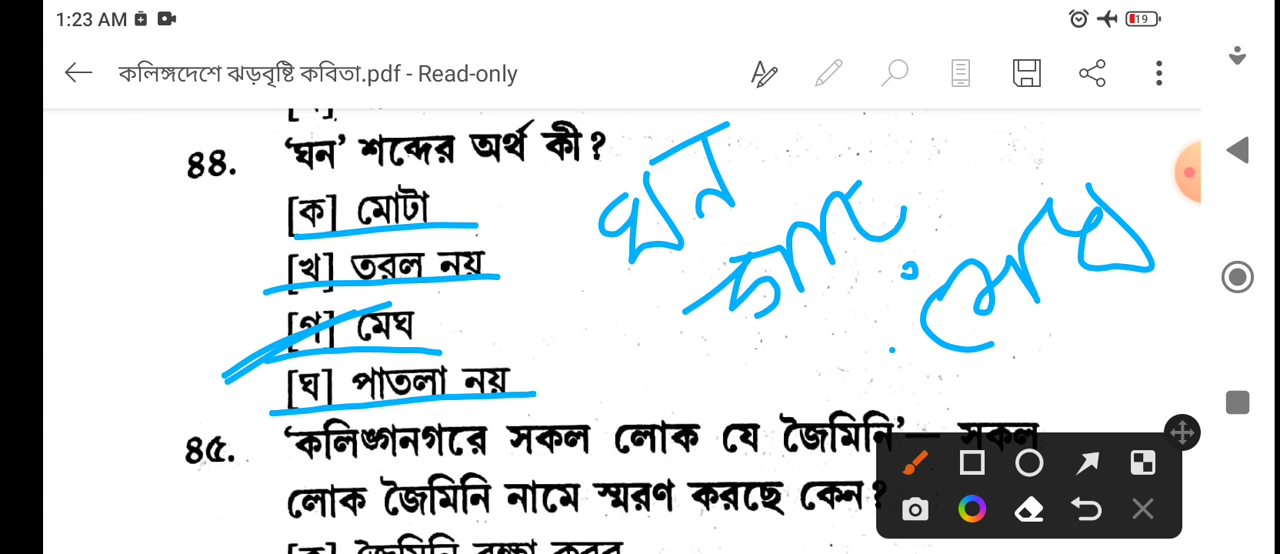 1:23 AM
19
কলিঙ্গদেশে ঝড়বৃষ্টি কবিতা.pdf - Read-only
৪৪. ‘ঘন’ শব্দের অর্থ কী?
[ক] মোটা
[খ] তরল নয়
[গ] মেঘ
[ঘ] পাতলা নয়
ঘন
মেঘ
৪৫. ‘কলিঙ্গনগরে সকল লোক যে জৈমিনি’— সকল
লোক জৈমিনি নামে স্মরণ করছে কেন?